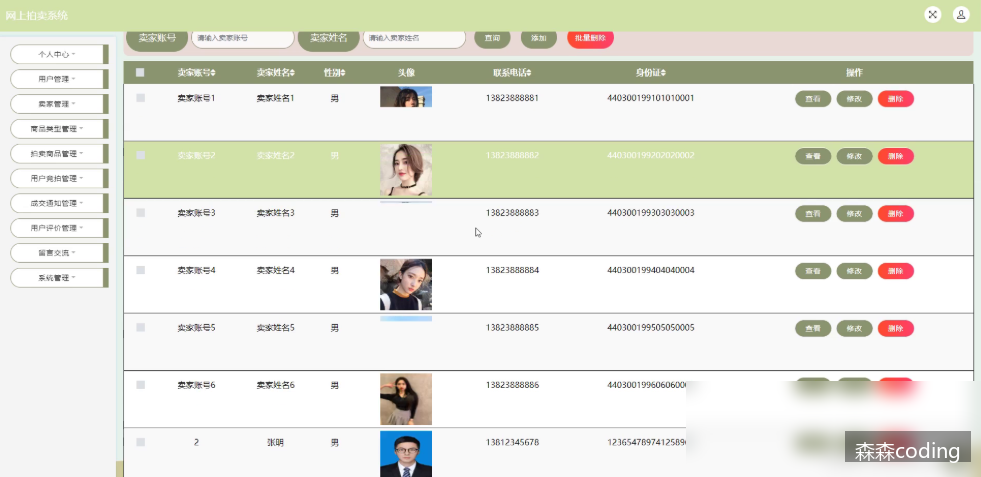 网上拍卖系统
卖家账号 请输入卖家账号 卖家姓名 请输入卖家姓名 查询 添加 批量删除
个人中心
用户管理
卖家管理
商品类型管理
拍卖商品管理
用户竞拍管理
成交通知管理
用户评价管理
留言交流
系统管理
卖家账号 卖家姓名 性别 头像 联系电话 身份证 操作
卖家账号1 卖家姓名1 男 13823888881 440300199101010001 查看 修改 删除
卖家账号2 卖家姓名2 男 13823888882 440300199202020002 查看 修改 删除
卖家账号3 卖家姓名3 男 13823888883 440300199303030003 查看 修改 删除
卖家账号4 卖家姓名4 男 13823888884 440300199404040004 查看 修改 删除
卖家账号5 卖家姓名5 男 13823888885 440300199505050005 查看 修改 删除
卖家账号6 卖家姓名6 男 13823888886
2 张明 男 13812345678
森森coding